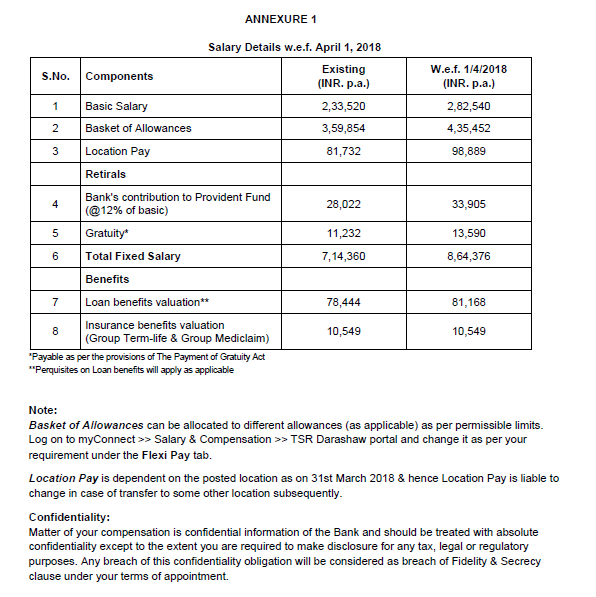 ANNEXURE 1
Salary Details w.e.f. April 1, 2018
S.No. Components Existing (INR. p.a.) W.e.f. 1/4/2018 (INR. p.a.)
1 Basic Salary 2,33,520 2,82,540
2 Basket of Allowances 3,59,854 4,35,452
3 Location Pay 81,732 98,889
Retirals
4 Bank's contribution to Provident Fund (@12% of basic) 28,022 33,905
5 Gratuity* 11,232 13,590
6 Total Fixed Salary 7,14,360 8,64,376
Benefits
7 Loan benefits valuation** 78,444 81,168
8 Insurance benefits valuation (Group Term-life & Group Mediclaim) 10,549 10,549
*Payable as per the provisions of The Payment of Gratuity Act
**Perquisites on Loan benefits will apply as applicable
Note:
Basket of Allowances can be allocated to different allowances (as applicable) as per permissible limits.
Log on to myConnect >> Salary & Compensation >> TSR Darashaw portal and change it as per your
requirement under the Flexi Pay tab.
Location Pay is dependent on the posted location as on 31st March 2018 & hence Location Pay is liable to
change in case of transfer to some other location subsequently.
Confidentiality:
Matter of your compensation is confidential information of the Bank and should be treated with absolute
confidentiality except to the extent you are required to make disclosure for any tax, legal or regulatory
purposes. Any breach of this confidentiality obligation will be considered as breach of Fidelity & Secrecy
clause under your terms of appointment.